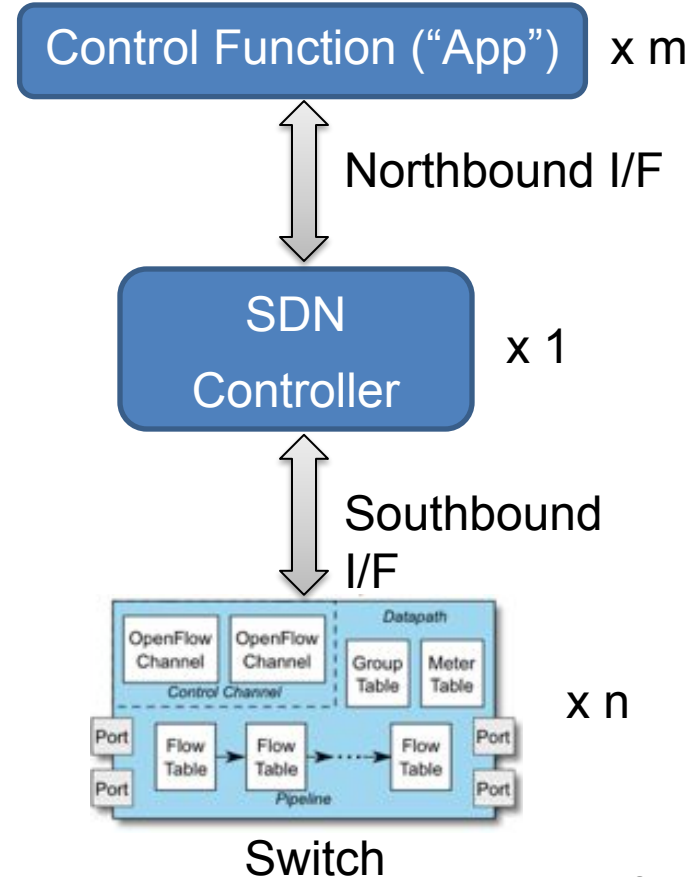 Control Function (“App”) x m
Northbound I/F
SDN
Controller
x 1
Southbound
I/F
Datapath
OpenFlow
Channel
OpenFlow
Channel
Control Channel
Group
Table
Meter
Table
x n
Port
Port
Flow
Table
Flow
Table
Flow
Table
Pipeline
Port
Port
Switch